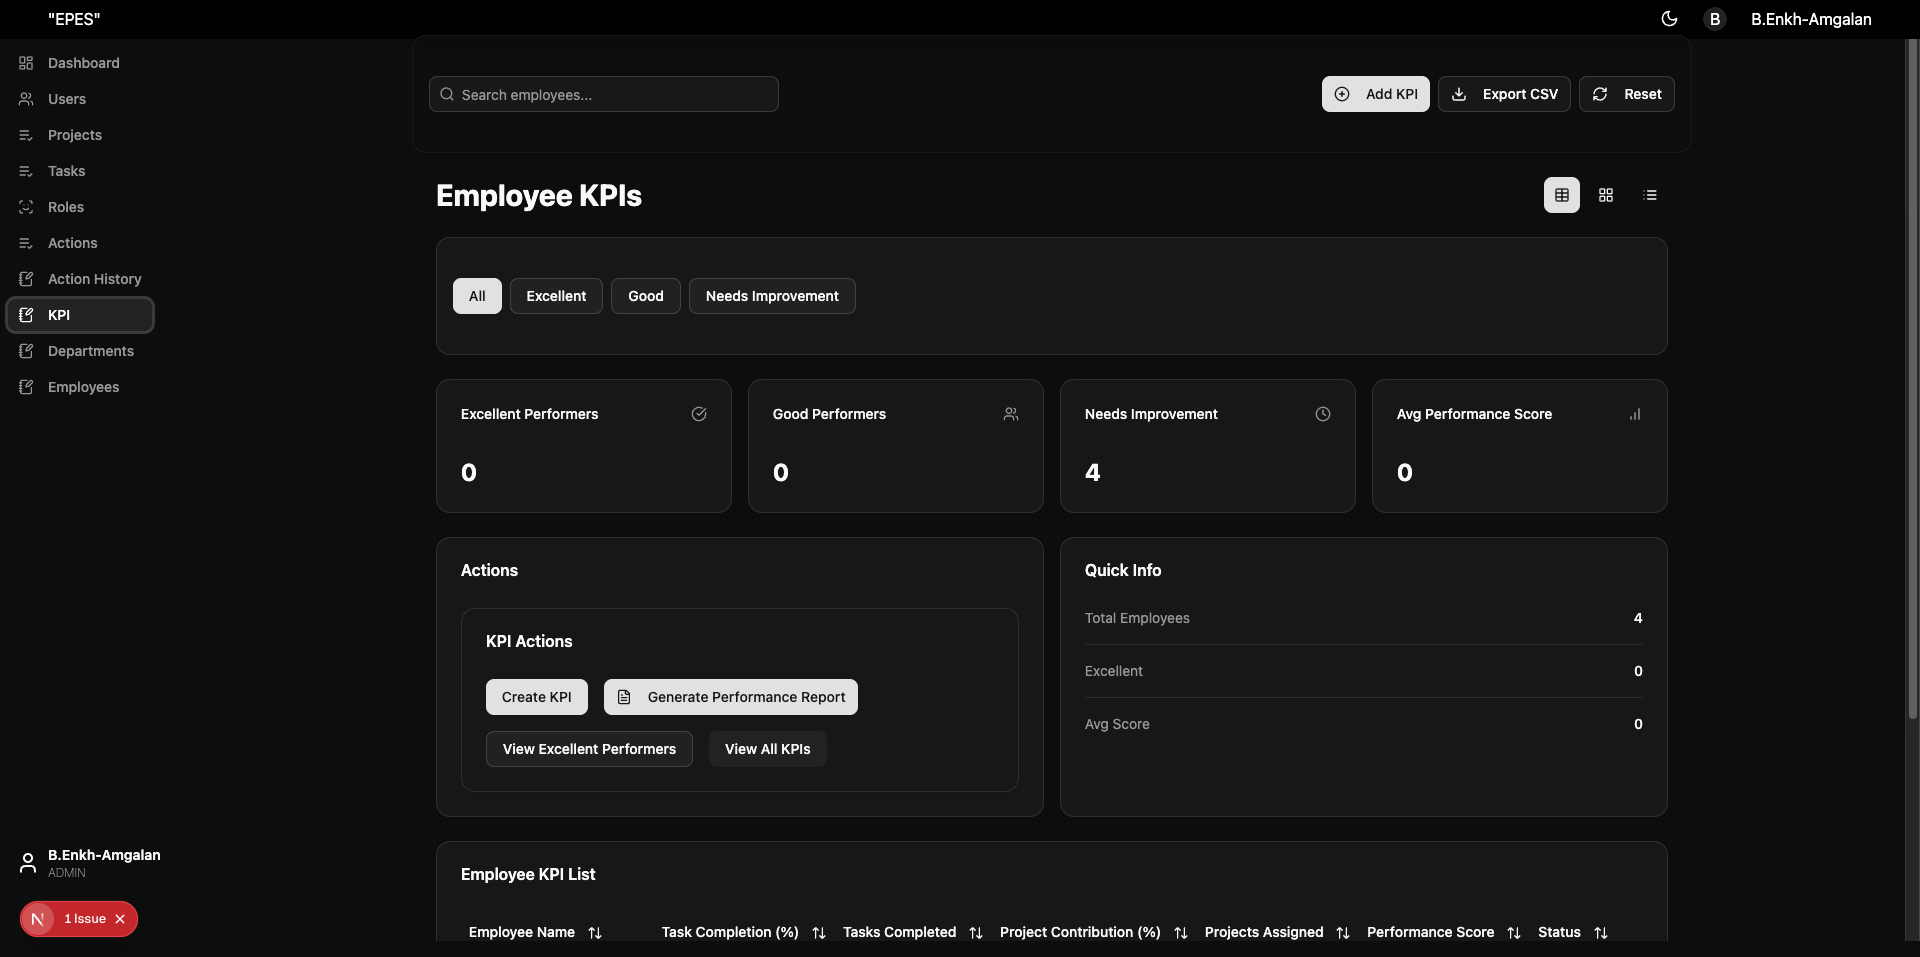 "EPES"
B
B.Enkh-Amgalan
Dashboard
Users
Projects
Tasks
Roles
Actions
Action History
KPI
Departments
Employees
B.Enkh-Amgalan
ADMIN
N
1 Issue
Search employees...
Add KPI
Export CSV
Reset
Employee KPIs
All
Excellent
Good
Needs Improvement
Excellent Performers
0
Good Performers
0
Needs Improvement
4
Avg Performance Score
0
Actions
KPI Actions
Create KPI
Generate Performance Report
View Excellent Performers
View All KPIs
Quick Info
Total Employees 4
Excellent 0
Avg Score 0
Employee KPI List
Employee Name Task Completion (%) Tasks Completed Project Contribution (%) Projects Assigned Performance Score Status